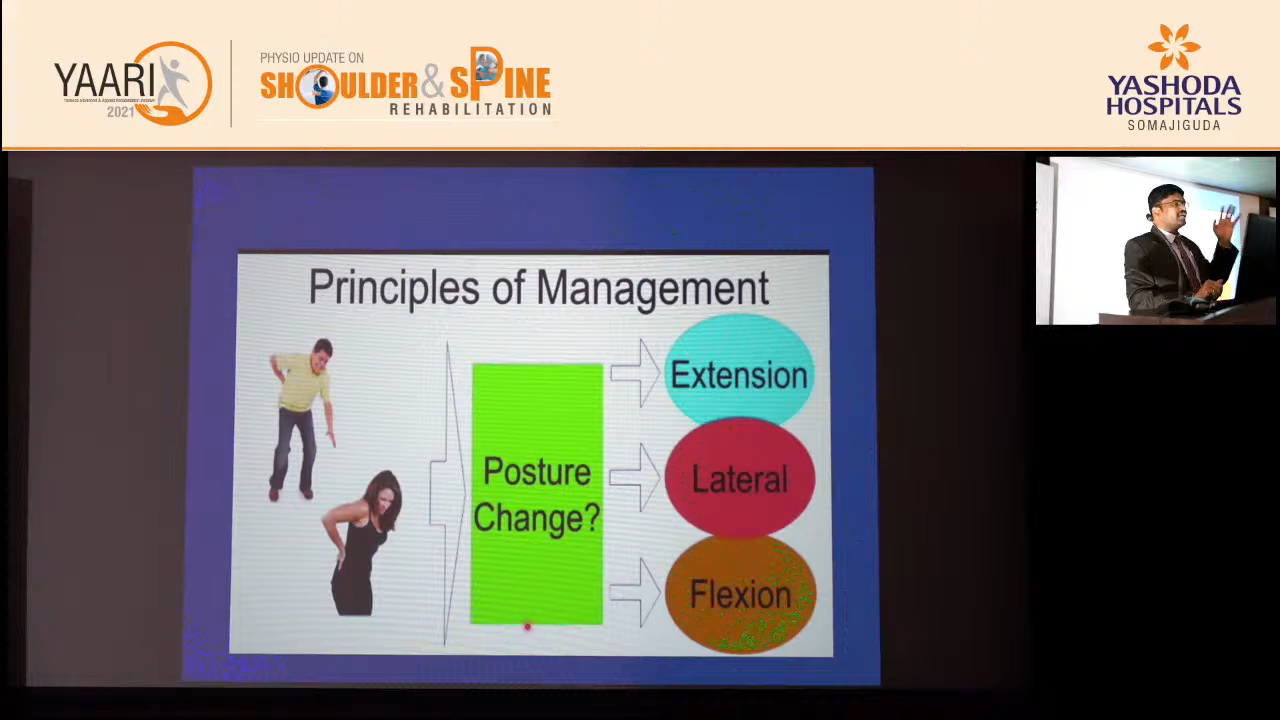 YAARI
2021
PHYSIO UPDATE ON
SHOULDER & SPINE
REHABILITATION
YASHODA
HOSPITALS
SOMAJIGUDA
Principles of Management
Posture
Change?
Extension
Lateral
Flexion